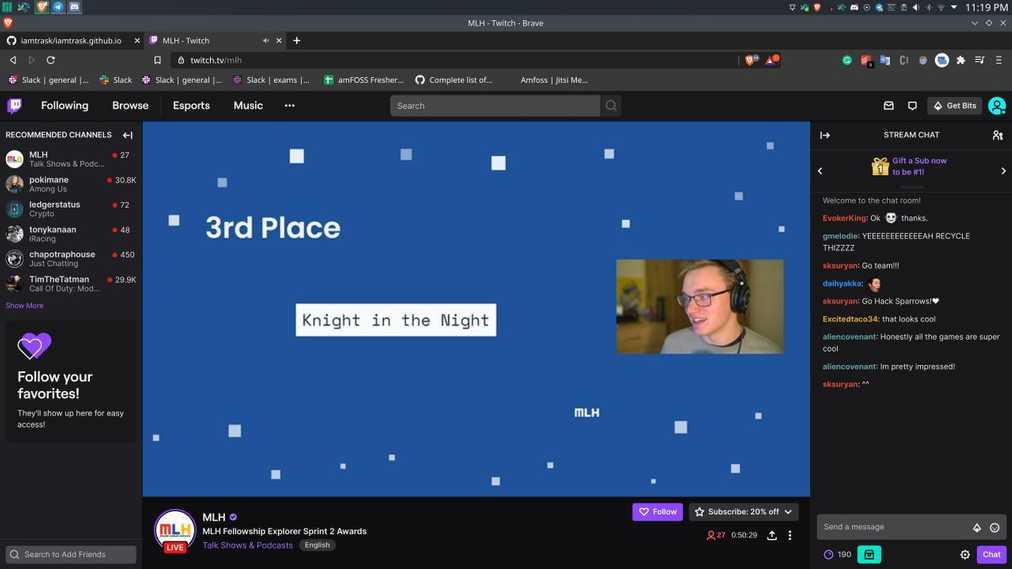 11:19 PM
MLH - Twitch - Brave
iamtrask/iamtrask.github.io
MLH - Twitch
twitch.tv/mlh
Slack | general |...
Slack
Slack | general |...
Slack | exams |...
amFOSS Fresher...
Complete list of...
Amfoss | Jitsi Me...
Following
Browse
Esports
Music
Search
Get Bits
RECOMMENDED CHANNELS
MLH
27
Talk Shows & Podc...
pokimane
30.8K
Among Us
ledgerstatus
72
Crypto
tonykanaan
48
iRacing
chapotraphouse
450
Just Chatting
TimTheTatman
29.9K
Call Of Duty: Mod...
Show More
Follow your
favorites!
They'll show up here for easy
access!
Search to Add Friends
3rd Place
Knight in the Night
MLH
MLH
LIVE
MLH
MLH Fellowship Explorer Sprint 2 Awards
Talk Shows & Podcasts
English
Follow
Subscribe: 20% off
27
0:50:29
STREAM CHAT
Gift a Sub now
to be #1!
Welcome to the chat room!
EvokerKing: Ok thanks.
gmelodie: YEEEEEEEEEEEAH RECYCLE
THIZZZZ
sksuryan: Go team!!!
daihyakka:
sksuryan: Go Hack Sparrows!❤
Excitedtaco34: that looks cool
aliencovenant: Honestly all the games are super
cool
aliencovenant: Im pretty impressed!
sksuryan: ^^
Send a message
190
Chat